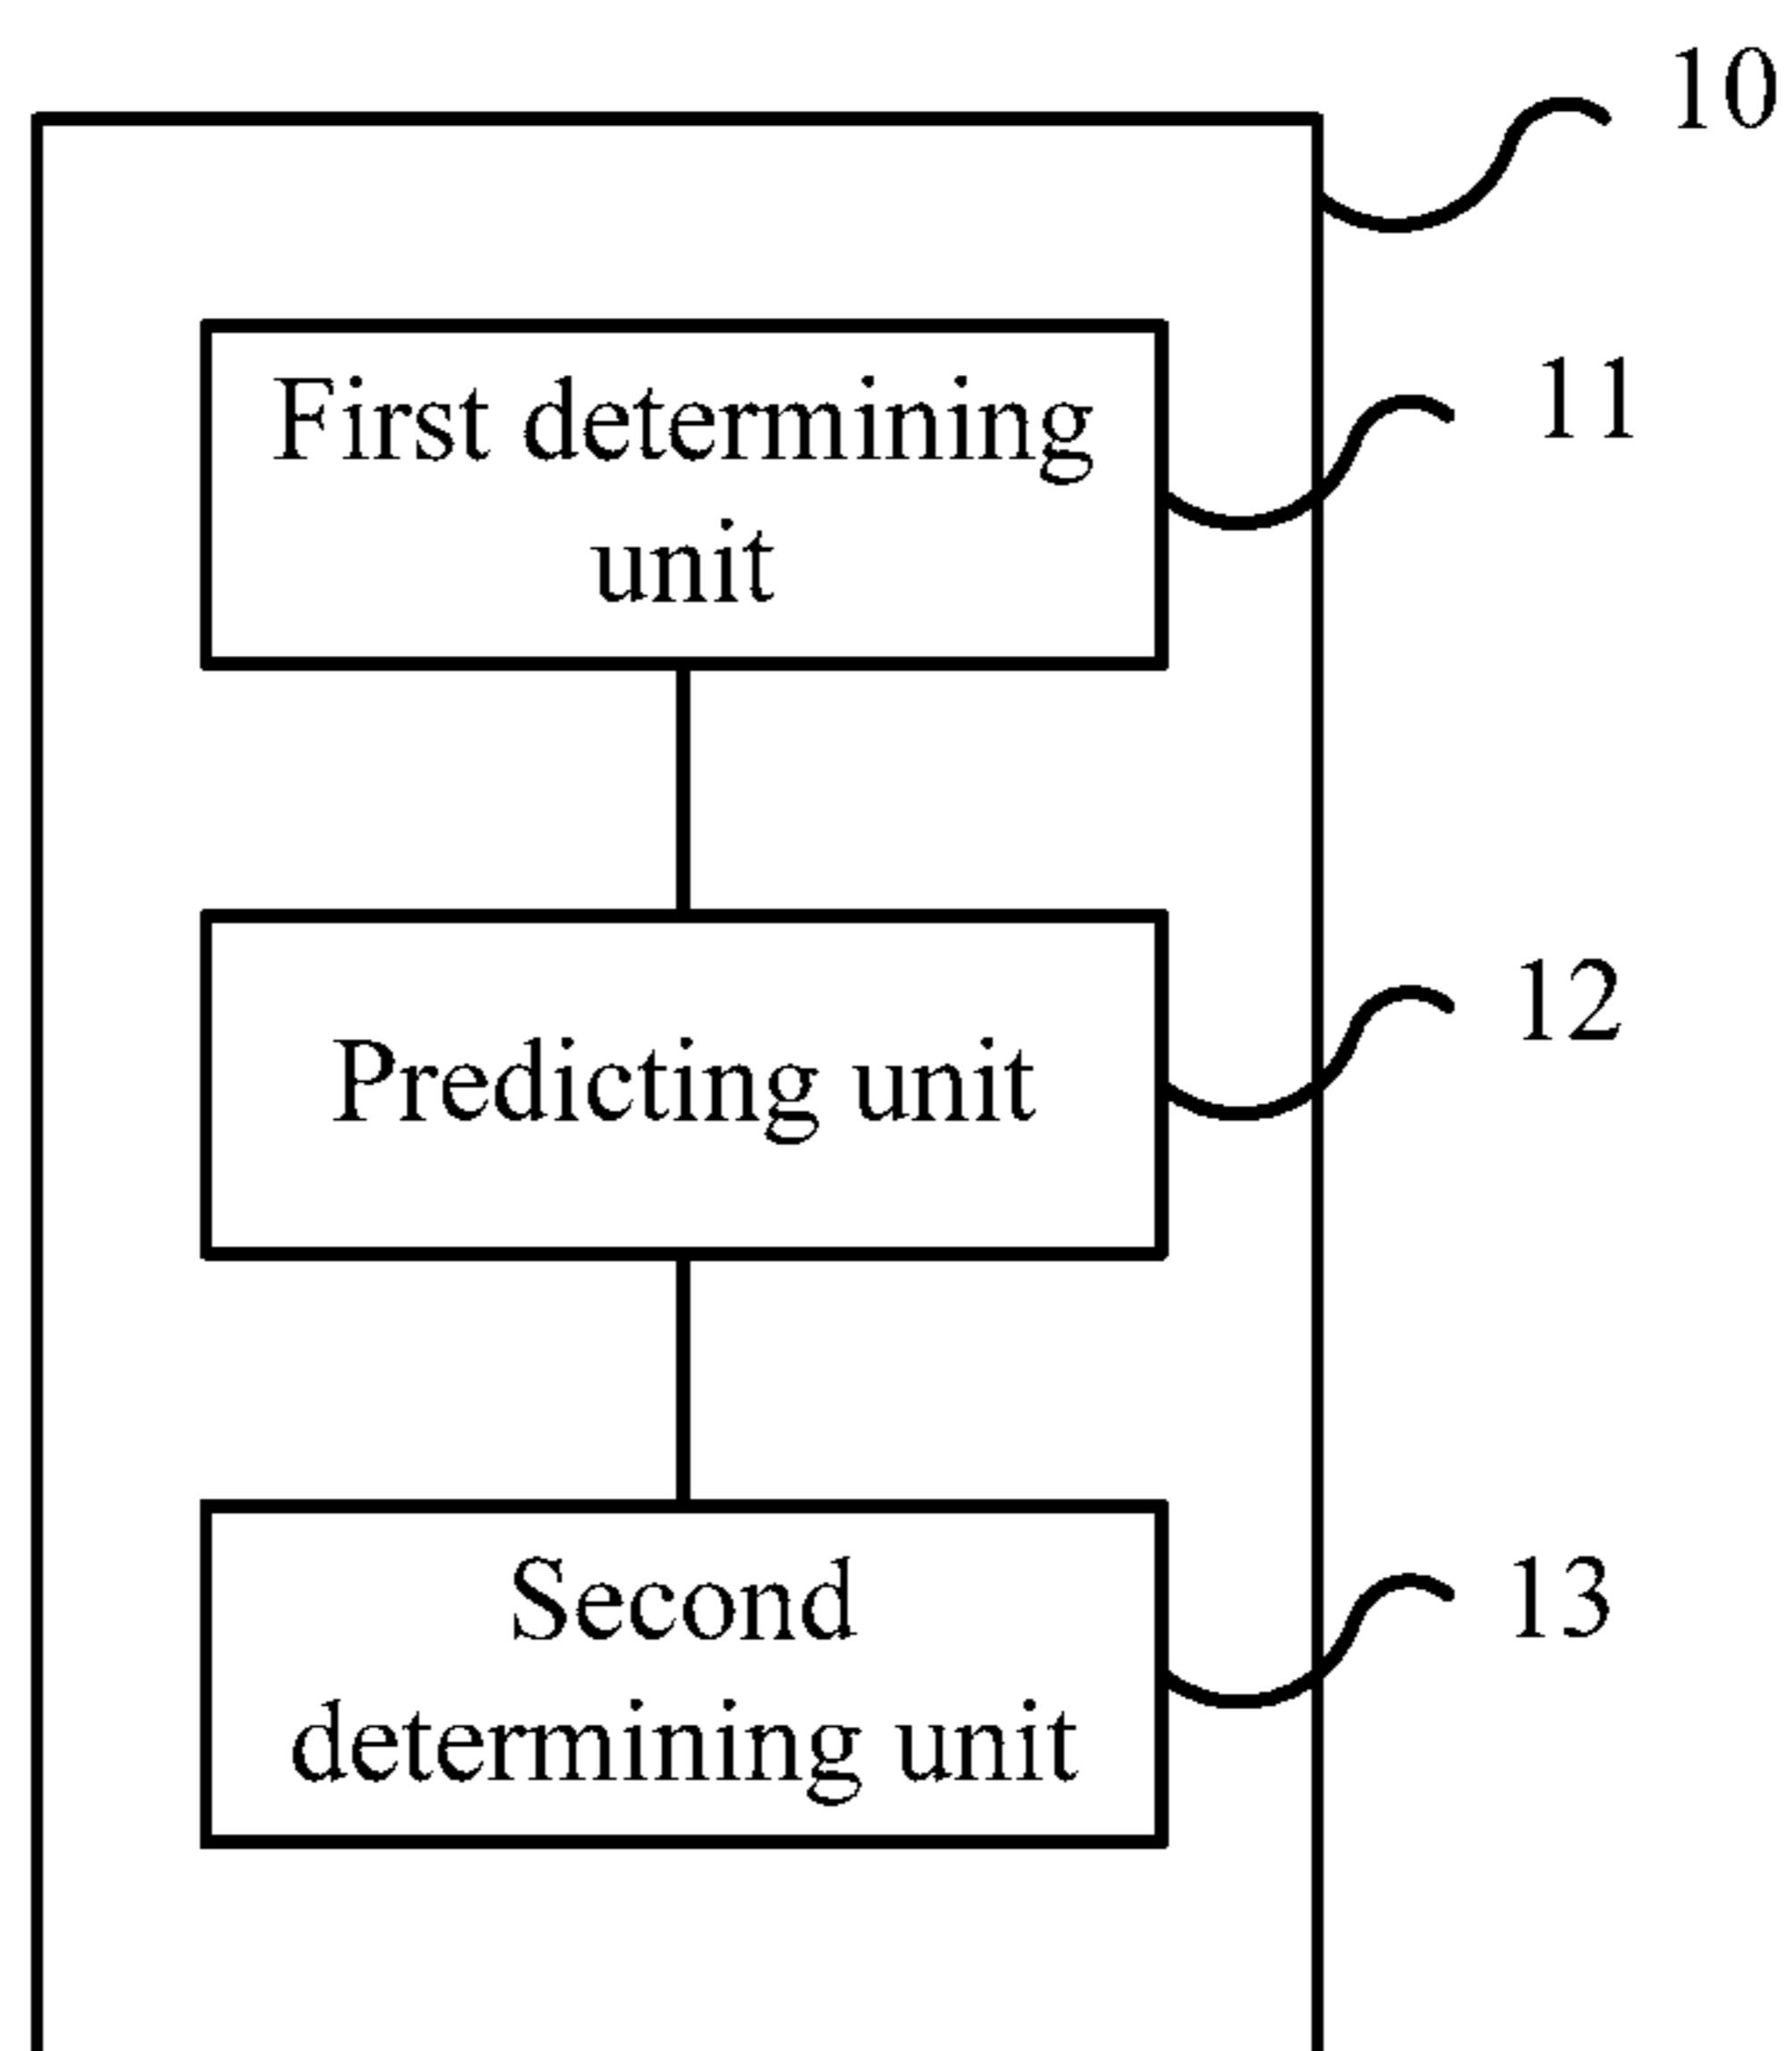 10
First determining
unit
11
Predicting unit
12
Second
determining unit
13